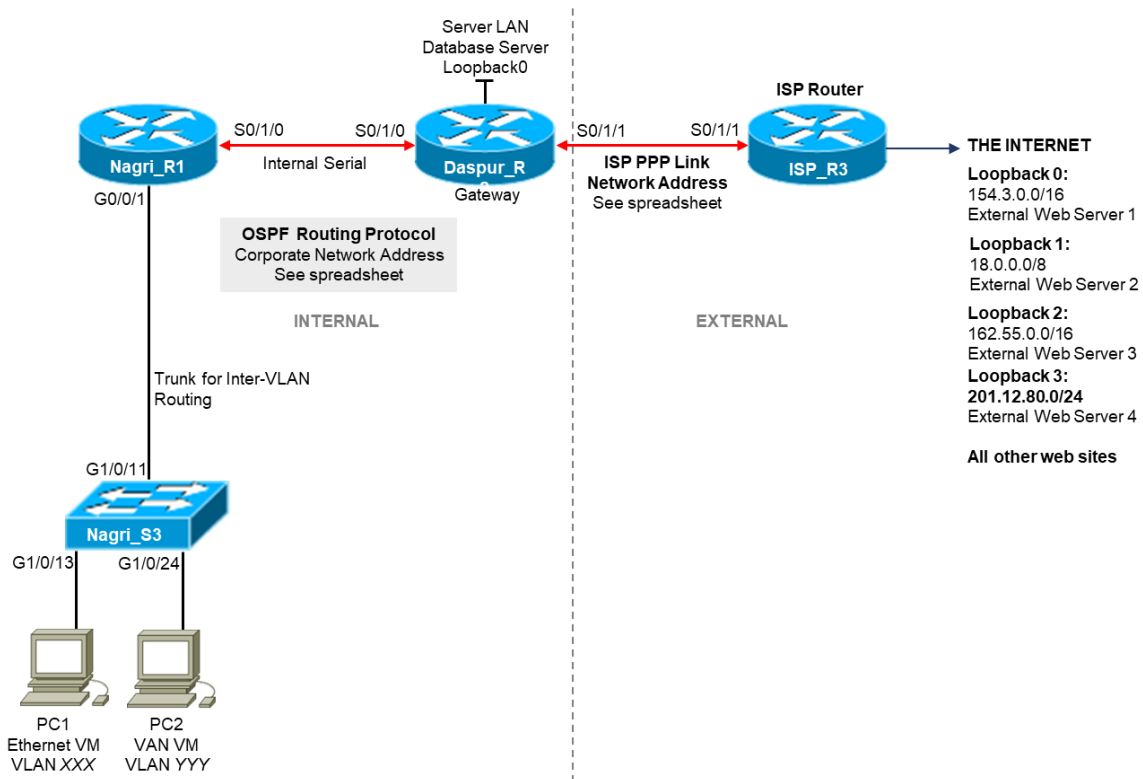 Server LAN
Database Server
Loopback0
ISP Router
S0/1/0
S0/1/0
S0/1/1
S0/1/1
Nagri_R1
Internal Serial
Daspur_R
Gateway
ISP PPP Link
Network Address
See spreadsheet
ISP_R3
THE INTERNET
Loopback 0:
154.3.0.0/16
External Web Server 1
Loopback 1:
18.0.0.0/8
External Web Server 2
Loopback 2:
162.55.0.0/16
External Web Server 3
Loopback 3:
201.12.80.0/24
External Web Server 4
All other web sites
G0/0/1
OSPF Routing Protocol
Corporate Network Address
See spreadsheet
INTERNAL
EXTERNAL
Trunk for Inter-VLAN
Routing
G1/0/11
Nagri_S3
G1/0/13
G1/0/24
PC1
Ethernet VM
VLAN XXX
PC2
VAN VM
VLAN YYY